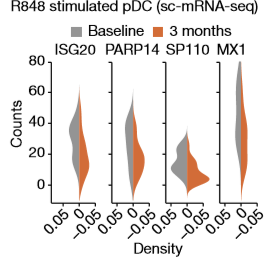 R848 stimulated pDC (sc-mRNA-seq)
Baseline 3 months
ISG20 PARP14 SP110 MX1
80
60
40
20
0
Counts
0.05 0 -0.05 0.05 0 -0.05 0.05 0 -0.05 0.05 0 -0.05
Density